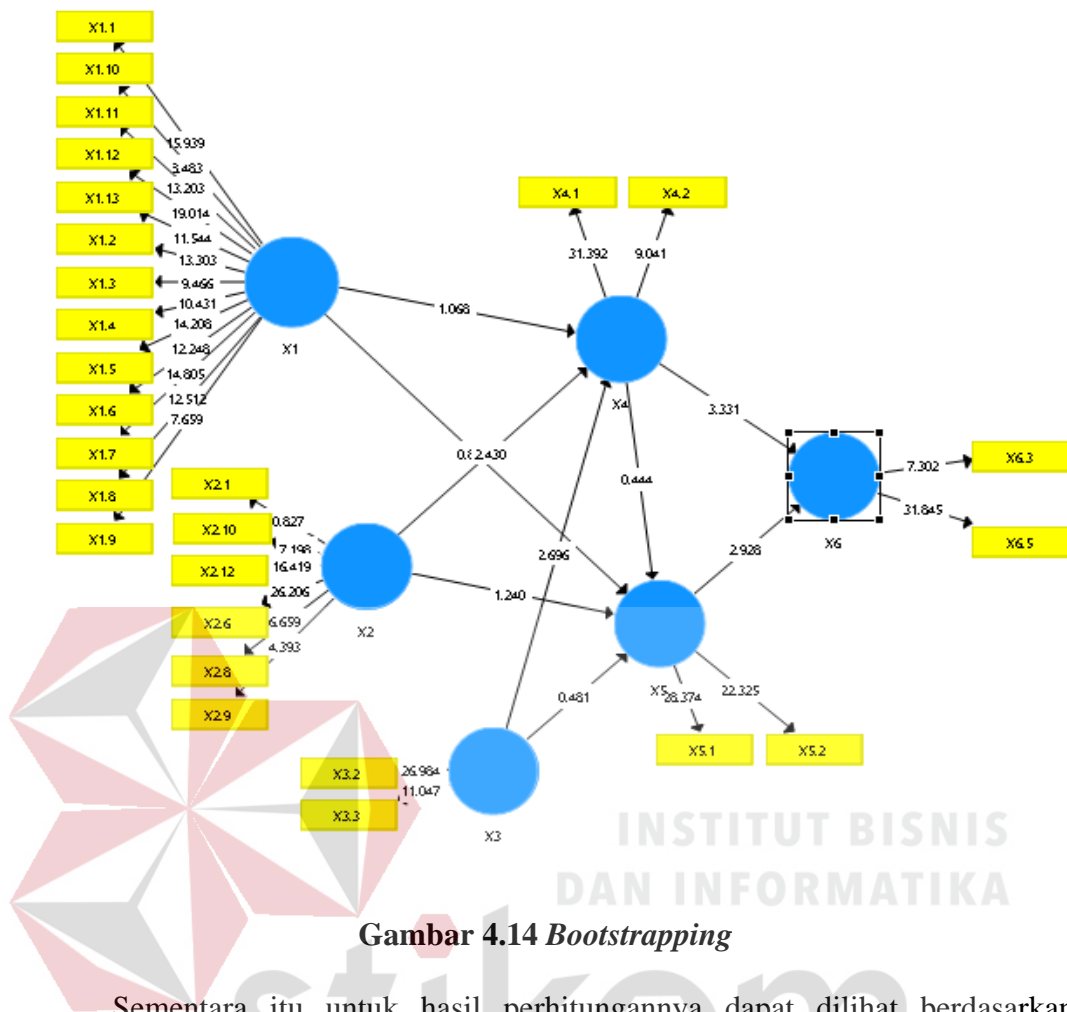 X1.1
X1.10
X1.11
X1.12
X1.13
X1.2
X1.3
X1.4
X1.5
X1.6
X1.7
X1.8
X1.9
15.939
3.483
13.203
19.014
11.544
13.303
9.466
10.431
14.208
12.248
14.805
12.512
7.659
X1
1.068
X4.1
X4.2
31.392
9.041
X4
2.430
0.444
3.331
X6.3
X6.5
7.302
31.845
X6
X2.1
X2.10
X2.12
X2.6
X2.8
X2.9
0.827
7.198
16.419
26.206
6.659
4.393
X2
1.240
2.696
2.928
0.481
X5
28.374
22.325
X5.1
X5.2
X3.2
X3.3
26.984
11.047
X3
INSTITUT BISNIS
DAN INFORMATIKA
Gambar 4.14 Bootstrapping
stikom
Sementara itu untuk hasil perhitungannya dapat dilihat berdasarkan